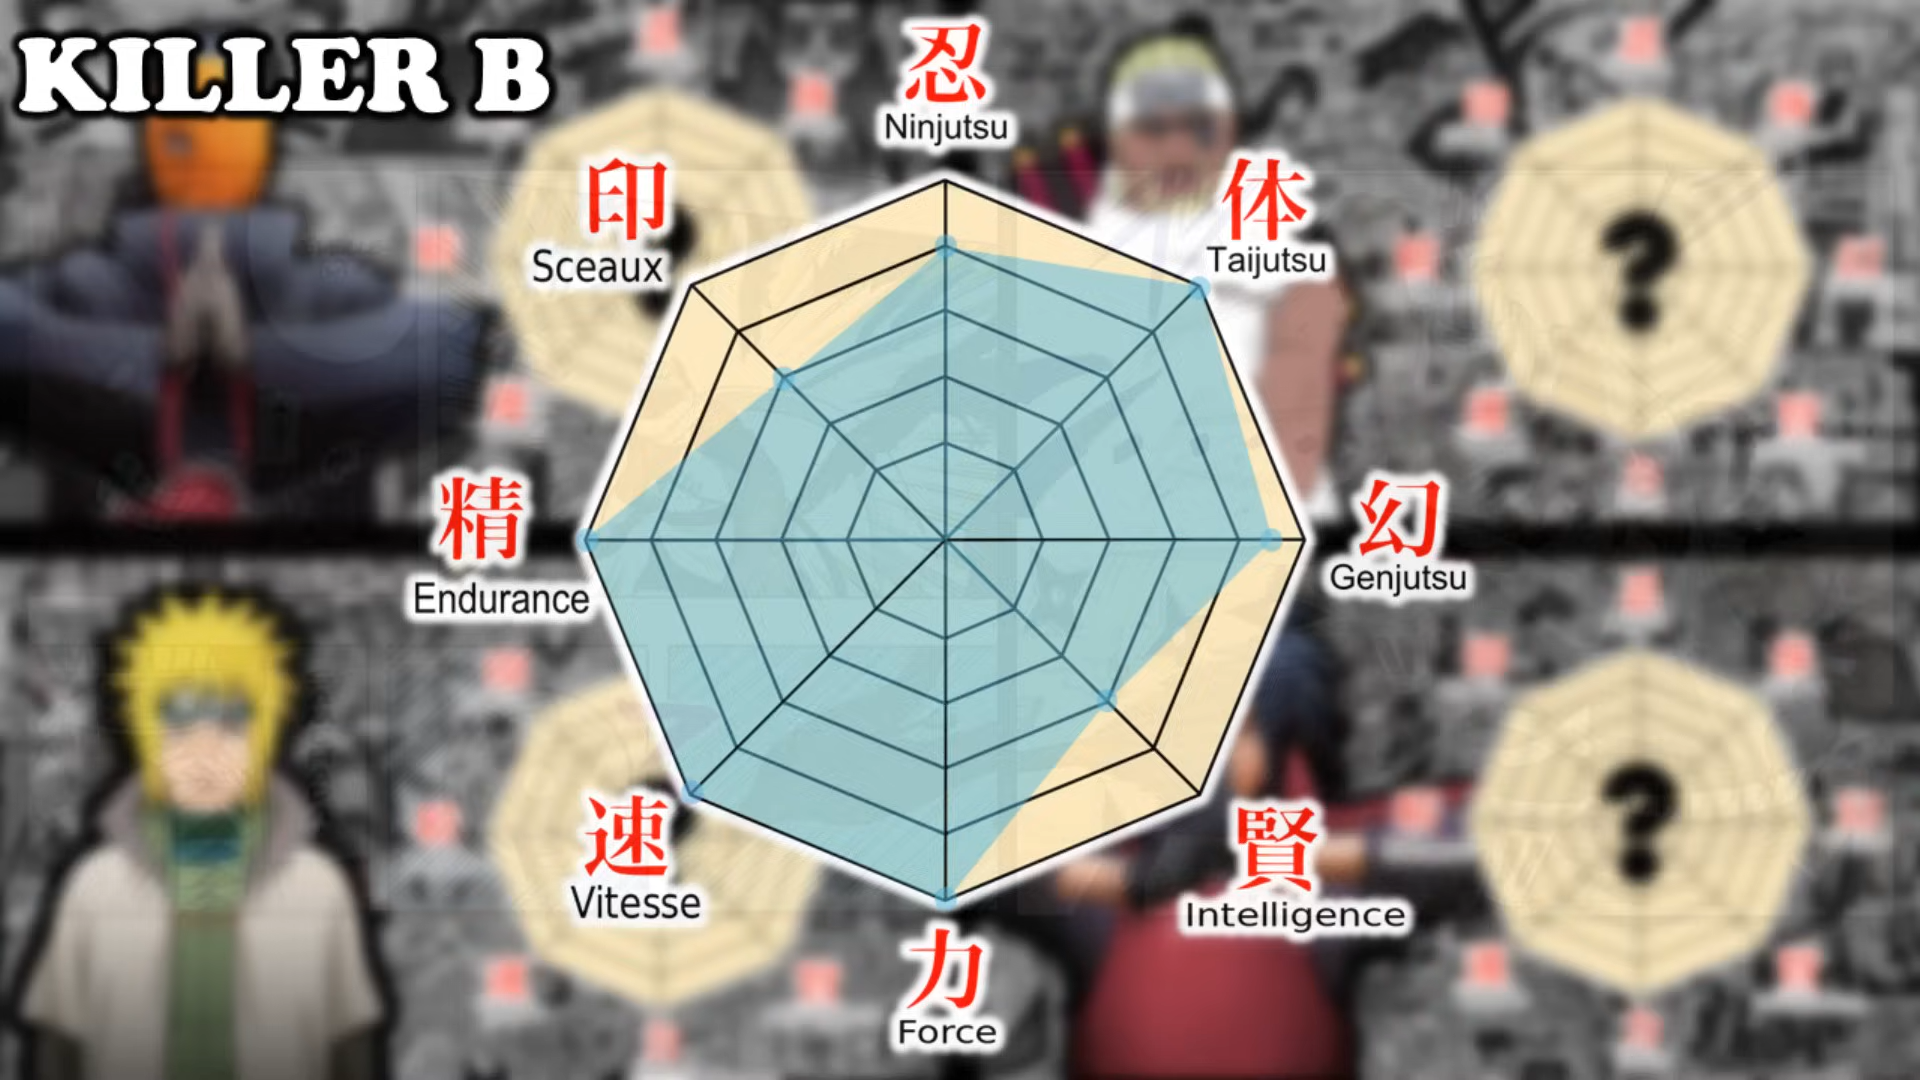 KILLER B
忍
Ninjutsu
印
Sceaux
体
Taijutsu
精
Endurance
幻
Genjutsu
速
Vitesse
賢
Intelligence
力
Force
?
?